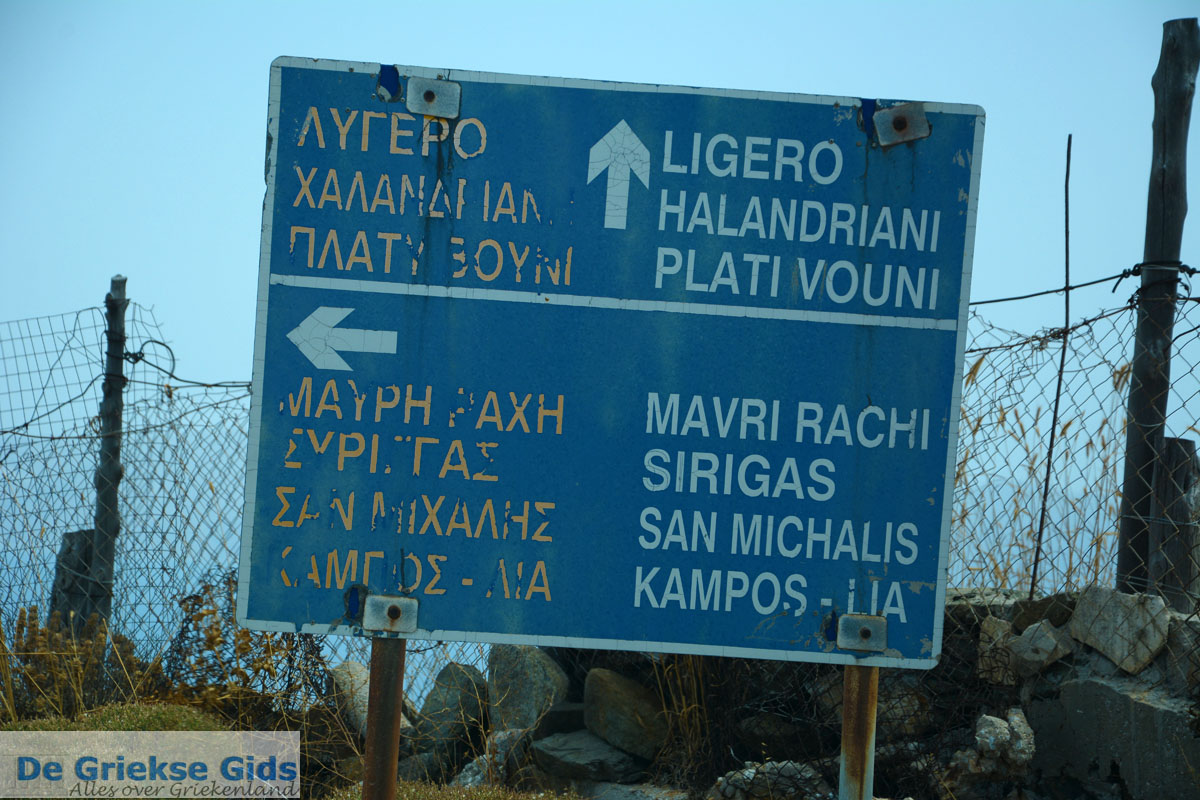 ΛΥΓΕΡΟ
ΧΑΛΑΝΔΡΙΑΝΗ
ΠΛΑΤΥ ΒΟΥΝΙ
LIGERO
HALANDRIANI
PLATI VOUNI
ΜΑΥΡΗ ΡΑΧΗ
ΣΥΡΙΓΓΑΣ
ΣΑΝ ΜΙΧΑΛΗΣ
ΚΑΜΠΟΣ - ΛΙΑ
MAVRI RACHI
SIRIGAS
SAN MICHALIS
KAMPOS - LIA
De Griekse Gids
Alles over Griekenland